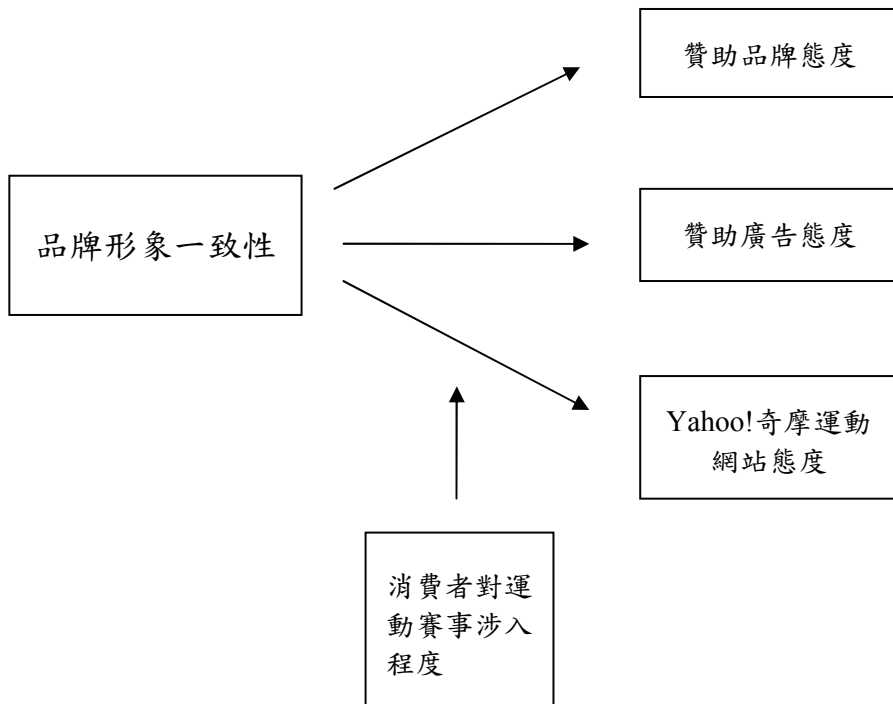 贊助品牌態度
品牌形象一致性
贊助廣告態度
Yahoo!奇摩運動
網站態度
消費者對運
動賽事涉入
程度